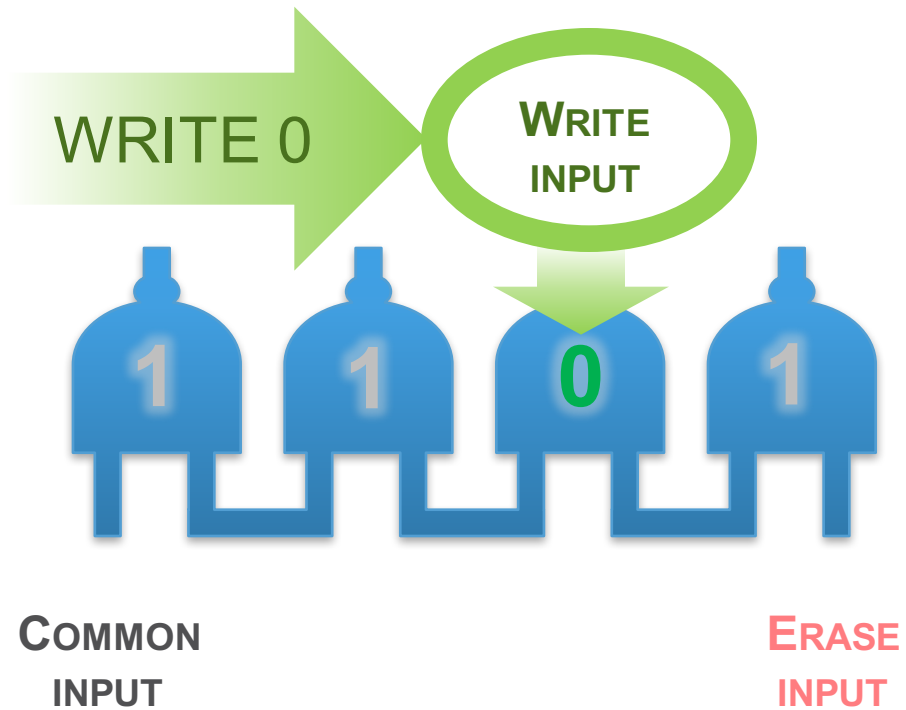 WRITE 0
WRITE
INPUT
1 1 0 1
COMMON
INPUT
ERASE
INPUT